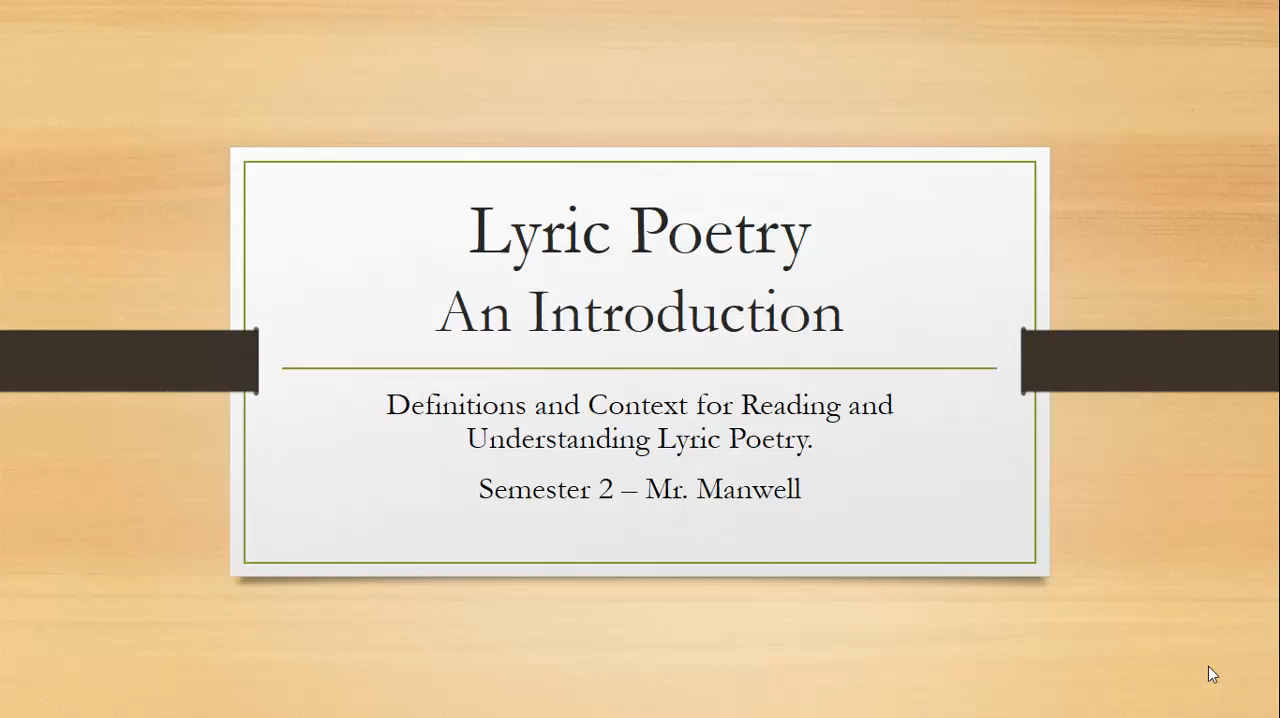 Lyric Poetry
An Introduction
Definitions and Context for Reading and
Understanding Lyric Poetry.
Semester 2 – Mr. Manwell